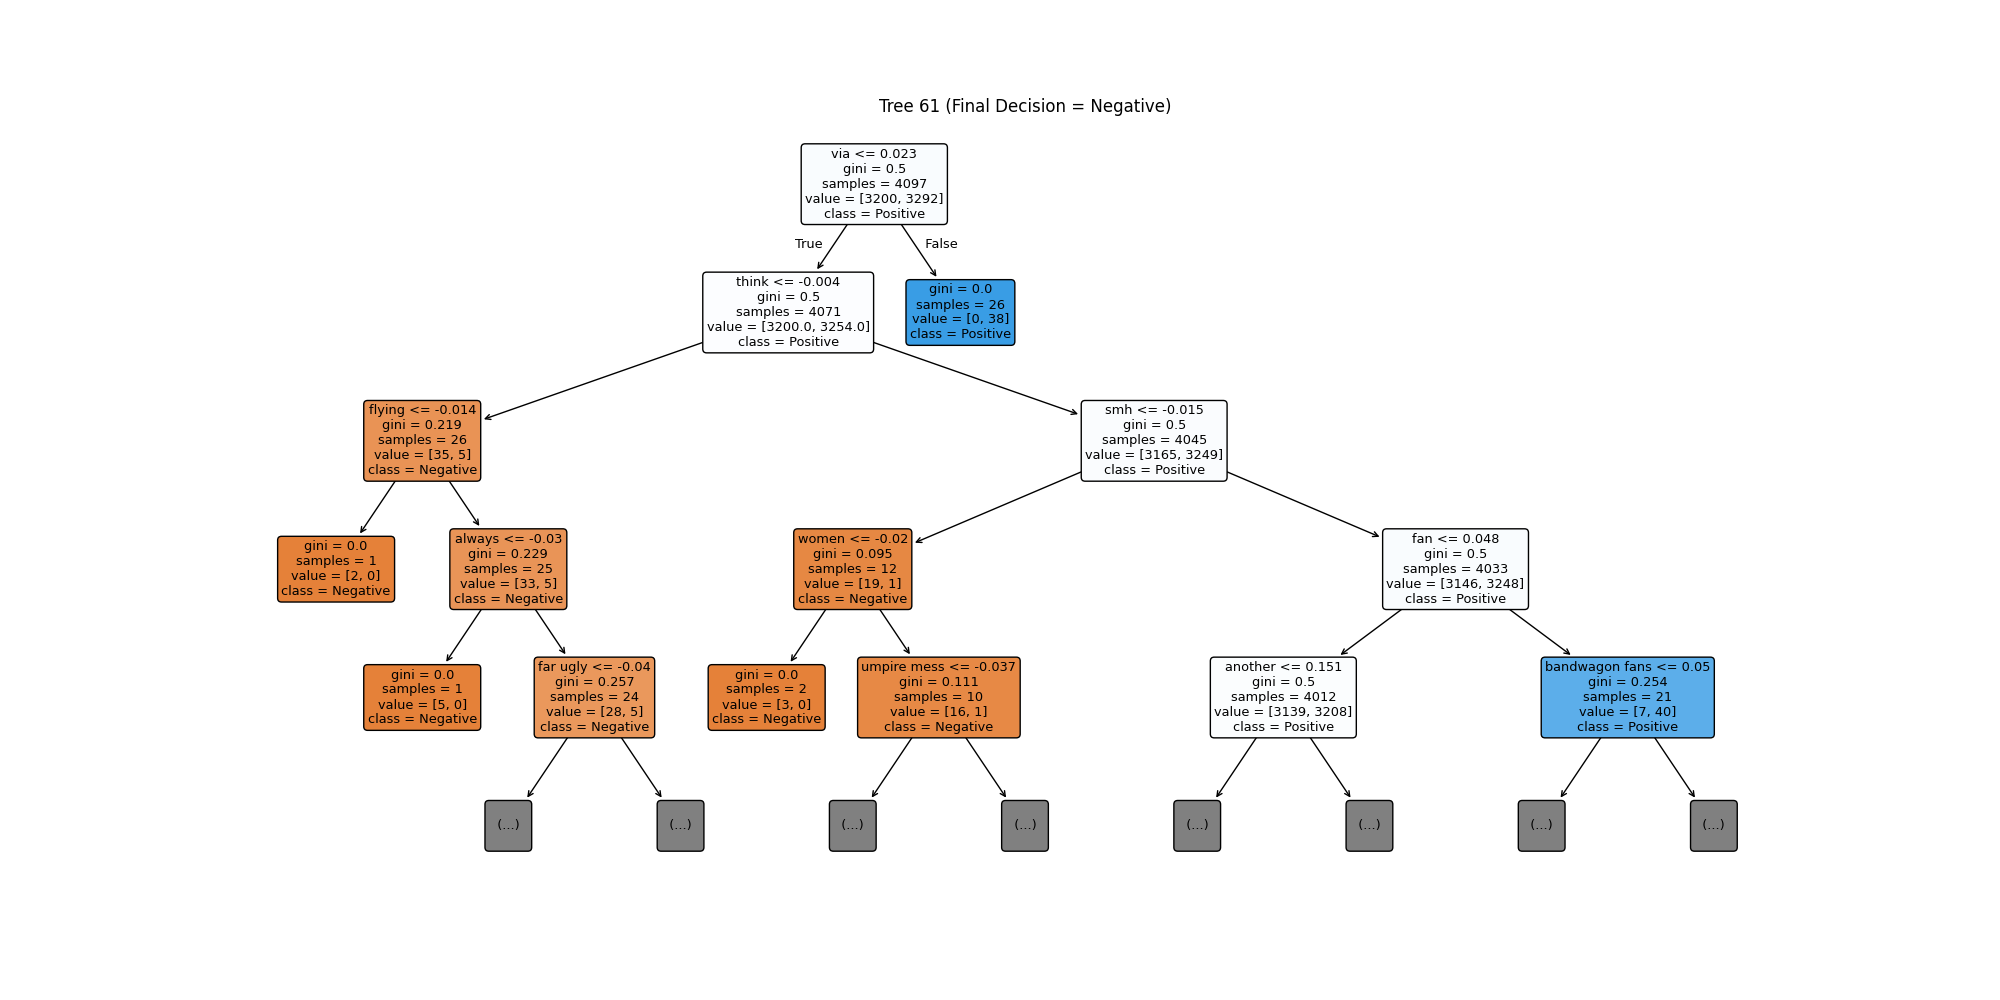 Tree 61 (Final Decision = Negative)
via <= 0.023
gini = 0.5
samples = 4097
value = [3200, 3292]
class = Positive
True
False
think <= -0.004
gini = 0.5
samples = 4071
value = [3200.0, 3254.0]
class = Positive
gini = 0.0
samples = 26
value = [0, 38]
class = Positive
flying <= -0.014
gini = 0.219
samples = 26
value = [35, 5]
class = Negative
smh <= -0.015
gini = 0.5
samples = 4045
value = [3165, 3249]
class = Positive
gini = 0.0
samples = 1
value = [2, 0]
class = Negative
always <= -0.03
gini = 0.229
samples = 25
value = [33, 5]
class = Negative
women <= -0.02
gini = 0.095
samples = 12
value = [19, 1]
class = Negative
fan <= 0.048
gini = 0.5
samples = 4033
value = [3146, 3248]
class = Positive
gini = 0.0
samples = 1
value = [5, 0]
class = Negative
far ugly <= -0.04
gini = 0.257
samples = 24
value = [28, 5]
class = Negative
gini = 0.0
samples = 2
value = [3, 0]
class = Negative
umpire mess <= -0.037
gini = 0.111
samples = 10
value = [16, 1]
class = Negative
another <= 0.151
gini = 0.5
samples = 4012
value = [3139, 3208]
class = Positive
bandwagon fans <= 0.05
gini = 0.254
samples = 21
value = [7, 40]
class = Positive
(...)
(...)
(...)
(...)
(...)
(...)
(...)
(...)